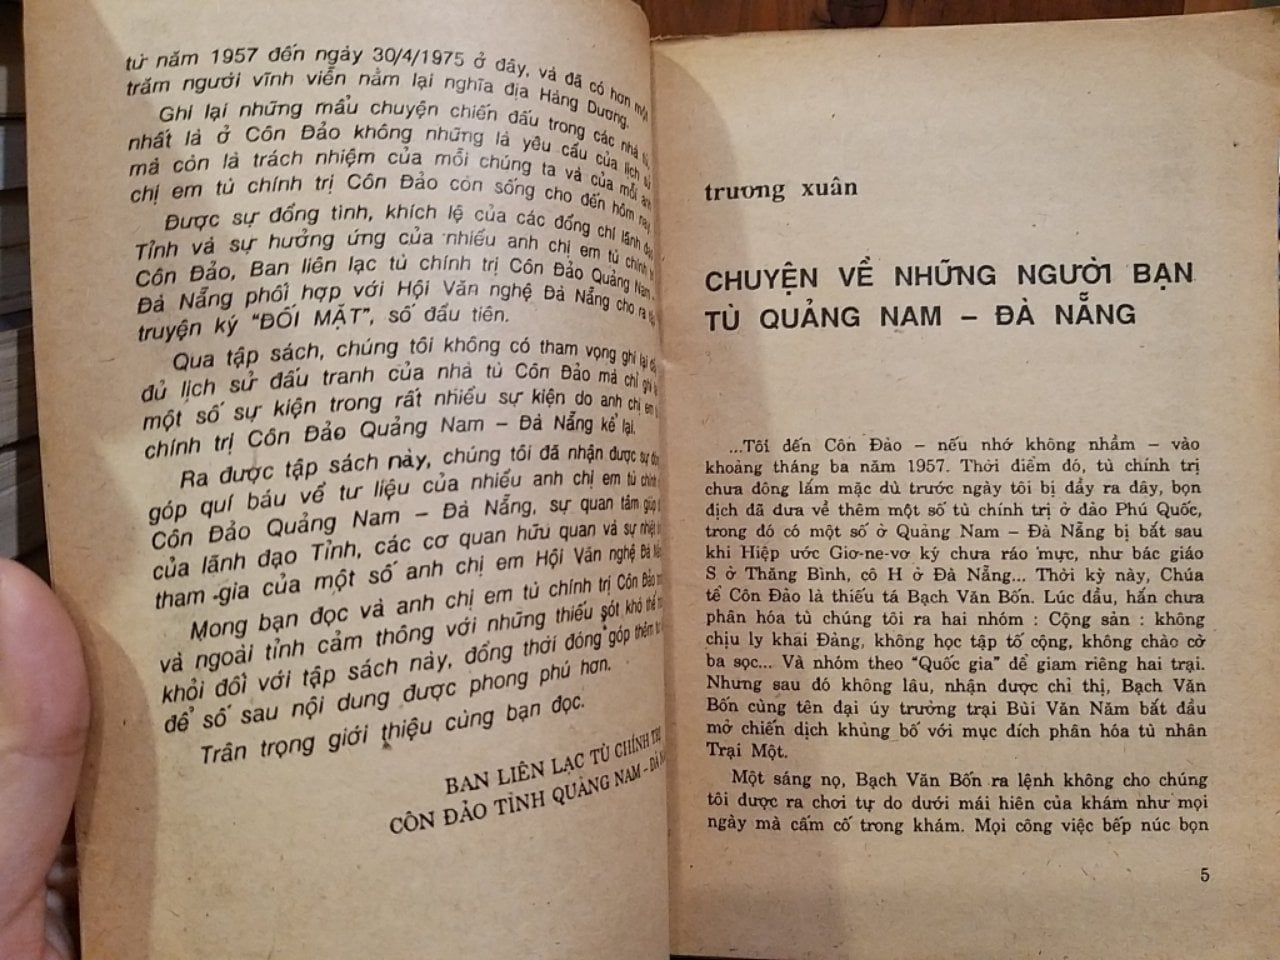 từ năm 1957 đến ngày 30/4/1975 ở đây, và đã có hơn một
trăm người vĩnh viễn nằm lại nghĩa địa Hàng Dương.
Ghi lại những mẩu chuyện chiến đấu trong các nhà tù,
nhất là ở Côn Đảo không những là yêu cầu của lịch sử
mà còn là trách nhiệm của mỗi chúng ta và của mỗi anh
chị em tù chính trị Côn Đảo còn sống cho đến hôm nay.
Được sự đồng tình, khích lệ của các đồng chí lãnh đạo
Tỉnh và sự hưởng ứng của nhiều anh chị em tù chính
Côn Đảo, Ban liên lạc tù chính trị Côn Đảo Quảng Nam –
Đà Nẵng phối hợp với Hội Văn nghệ Đà Nẵng cho ra
truyện ký "ĐỐI MẶT", số đầu tiên.
Qua tập sách, chúng tôi không có tham vọng ghi lại
đủ lịch sử đấu tranh của nhà tù Côn Đảo mà chỉ ghi
một số sự kiện trong rất nhiều sự kiện do anh chị em
chính trị Côn Đảo Quảng Nam – Đà Nẵng kể lại.
Ra được tập sách này, chúng tôi đã nhận được sự
góp quí báu về tư liệu của nhiều anh chị em tù chính
Côn Đảo Quảng Nam – Đà Nẵng, sự quan tâm giúp
của lãnh đạo Tỉnh, các cơ quan hữu quan và sự nhiệt
tham -gia của một số anh chị em Hội Văn nghệ Đà
Mong bạn đọc và anh chị em tù chính trị Côn Đảo
và ngoài tỉnh cảm thông với những thiếu sót khó thể
khỏi đối với tập sách này, đồng thời đóng góp thêm
để số sau nội dung được phong phú hơn.
Trân trọng giới thiệu cùng bạn đọc.
BAN LIÊN LẠC TÙ CHÍNH TRỊ
CÔN ĐẢO TỈNH QUẢNG NAM – ĐÀ
trương xuân
CHUYỆN VỀ NHỮNG NGƯỜI BẠN
TÙ QUẢNG NAM – ĐÀ NẴNG
...Tôi đến Côn Đảo – nếu nhớ không nhầm – vào
khoảng tháng ba năm 1957. Thời điểm đó, tù chính trị
chưa đông lắm mặc dù trước ngày tôi bị đầy ra đây, bọn
địch đã đưa về thêm một số tù chính trị ở đảo Phú Quốc,
trong đó có một số ở Quảng Nam – Đà Nẵng bị bắt sau
khi Hiệp ước Giơ-ne-vơ ký chưa ráo mực, như bác giáo
S ở Thăng Bình, cô H ở Đà Nẵng... Thời kỳ này, Chúa
tể Côn Đảo là thiếu tá Bạch Văn Bốn. Lúc đầu, hắn chưa
phân hóa tù chúng tôi ra hai nhóm : Cộng sản : không
chịu ly khai Đảng, không học tập tố cộng, không chào cờ
ba sọc... Và nhóm theo "Quốc gia" để giam riêng hai trại.
Nhưng sau đó không lâu, nhận được chỉ thị, Bạch Văn
Bốn cùng tên đại úy trưởng trại Bùi Văn Năm bắt đầu
mở chiến dịch khủng bố với mục đích phân hóa tù nhân
Trại Một.
Một sáng nọ, Bạch Văn Bốn ra lệnh không cho chúng
tôi được ra chơi tự do dưới mái hiên của khám như mọi
ngày mà cấm cố trong khám. Mọi công việc bếp núc bọn
5